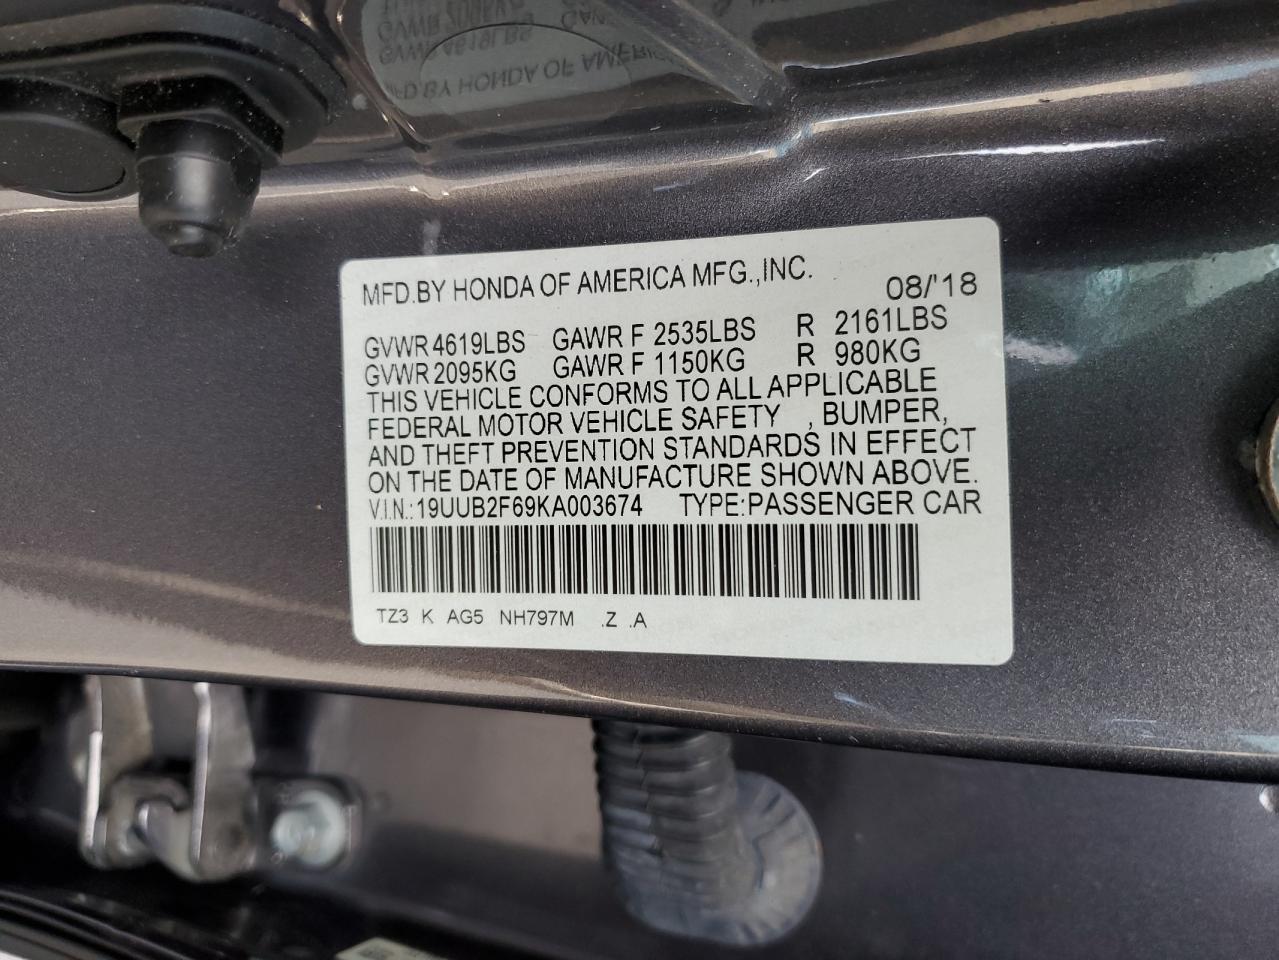 MFD.BY HONDA OF AMERICA MFG.,INC. 08/'18
GVWR 4619LBS GAWR F 2535LBS R 2161LBS
GVWR 2095KG GAWR F 1150KG R 980KG
THIS VEHICLE CONFORMS TO ALL APPLICABLE
FEDERAL MOTOR VEHICLE SAFETY , BUMPER,
AND THEFT PREVENTION STANDARDS IN EFFECT
ON THE DATE OF MANUFACTURE SHOWN ABOVE.
V.I.N.:19UUB2F69KA003674 TYPE:PASSENGER CAR
TZ3 K AG5 NH797M .Z .A